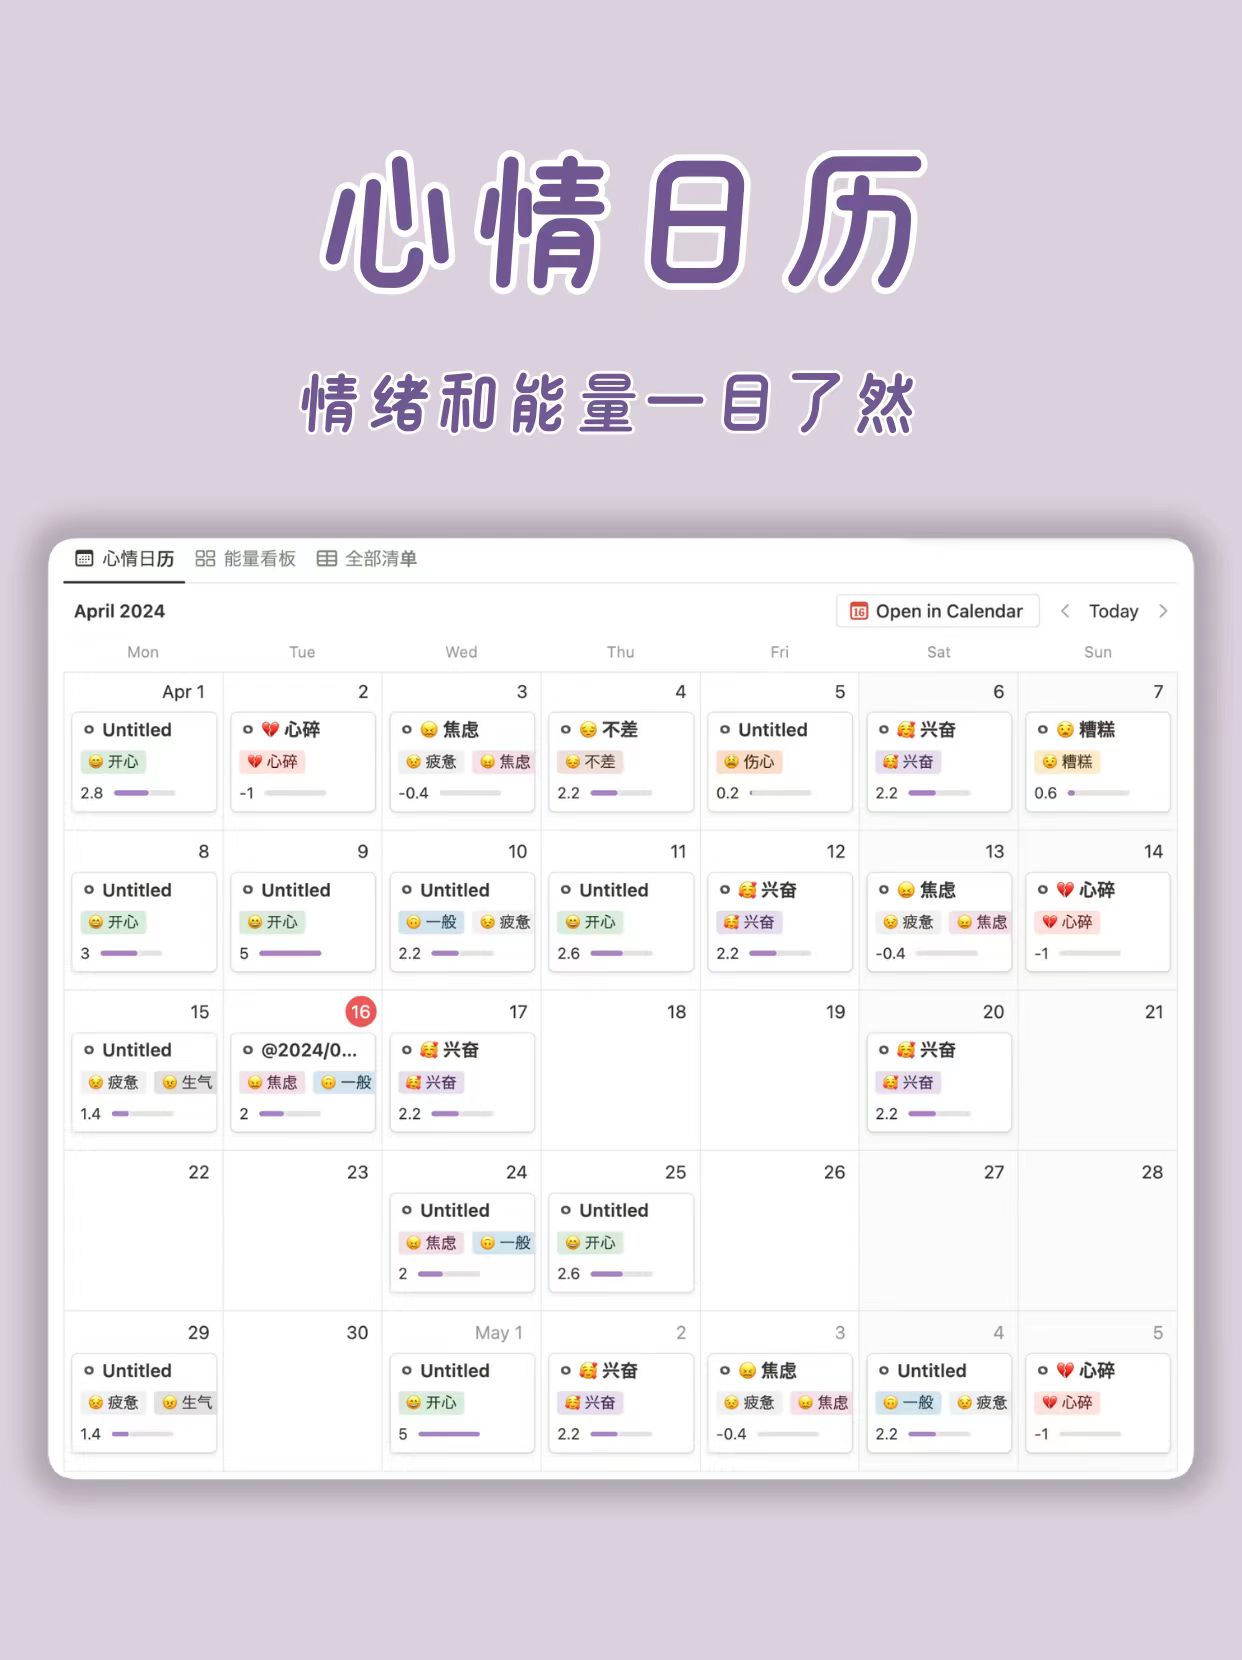 心情日历
情绪和能量一目了然
心情日历 能量看板 全部清单
April 2024 16 Open in Calendar Today
Mon Tue Wed Thu Fri Sat Sun
Apr 1 2 3 4 5 6 7
Untitled 💔 心碎 😖 焦虑 😔 不差 Untitled 🥰 兴奋 😟 糟糕
😄 开心 💔 心碎 😣 疲惫 😖 焦虑 😔 不差 😩 伤心 🥰 兴奋 😟 糟糕
2.8 -1 -0.4 2.2 0.2 2.2 0.6
8 9 10 11 12 13 14
Untitled Untitled Untitled Untitled 🥰 兴奋 😖 焦虑 💔 心碎
😄 开心 😄 开心 🙃 一般 😣 疲惫 😄 开心 🥰 兴奋 😣 疲惫 😖 焦虑 💔 心碎
3 5 2.2 2.6 2.2 -0.4 -1
15 16 17 18 19 20 21
Untitled @2024/0... 🥰 兴奋 🥰 兴奋
😣 疲惫 😠 生气 😖 焦虑 🙃 一般 🥰 兴奋 🥰 兴奋
1.4 2 2.2 2.2
22 23 24 25 26 27 28
Untitled Untitled
😖 焦虑 🙃 一般 😄 开心
2 2.6
29 30 May 1 2 3 4 5
Untitled Untitled 🥰 兴奋 😖 焦虑 Untitled 💔 心碎
😣 疲惫 😠 生气 😄 开心 🥰 兴奋 😣 疲惫 😖 焦虑 🙃 一般 😣 疲惫 💔 心碎
1.4 5 2.2 -0.4 2.2 -1